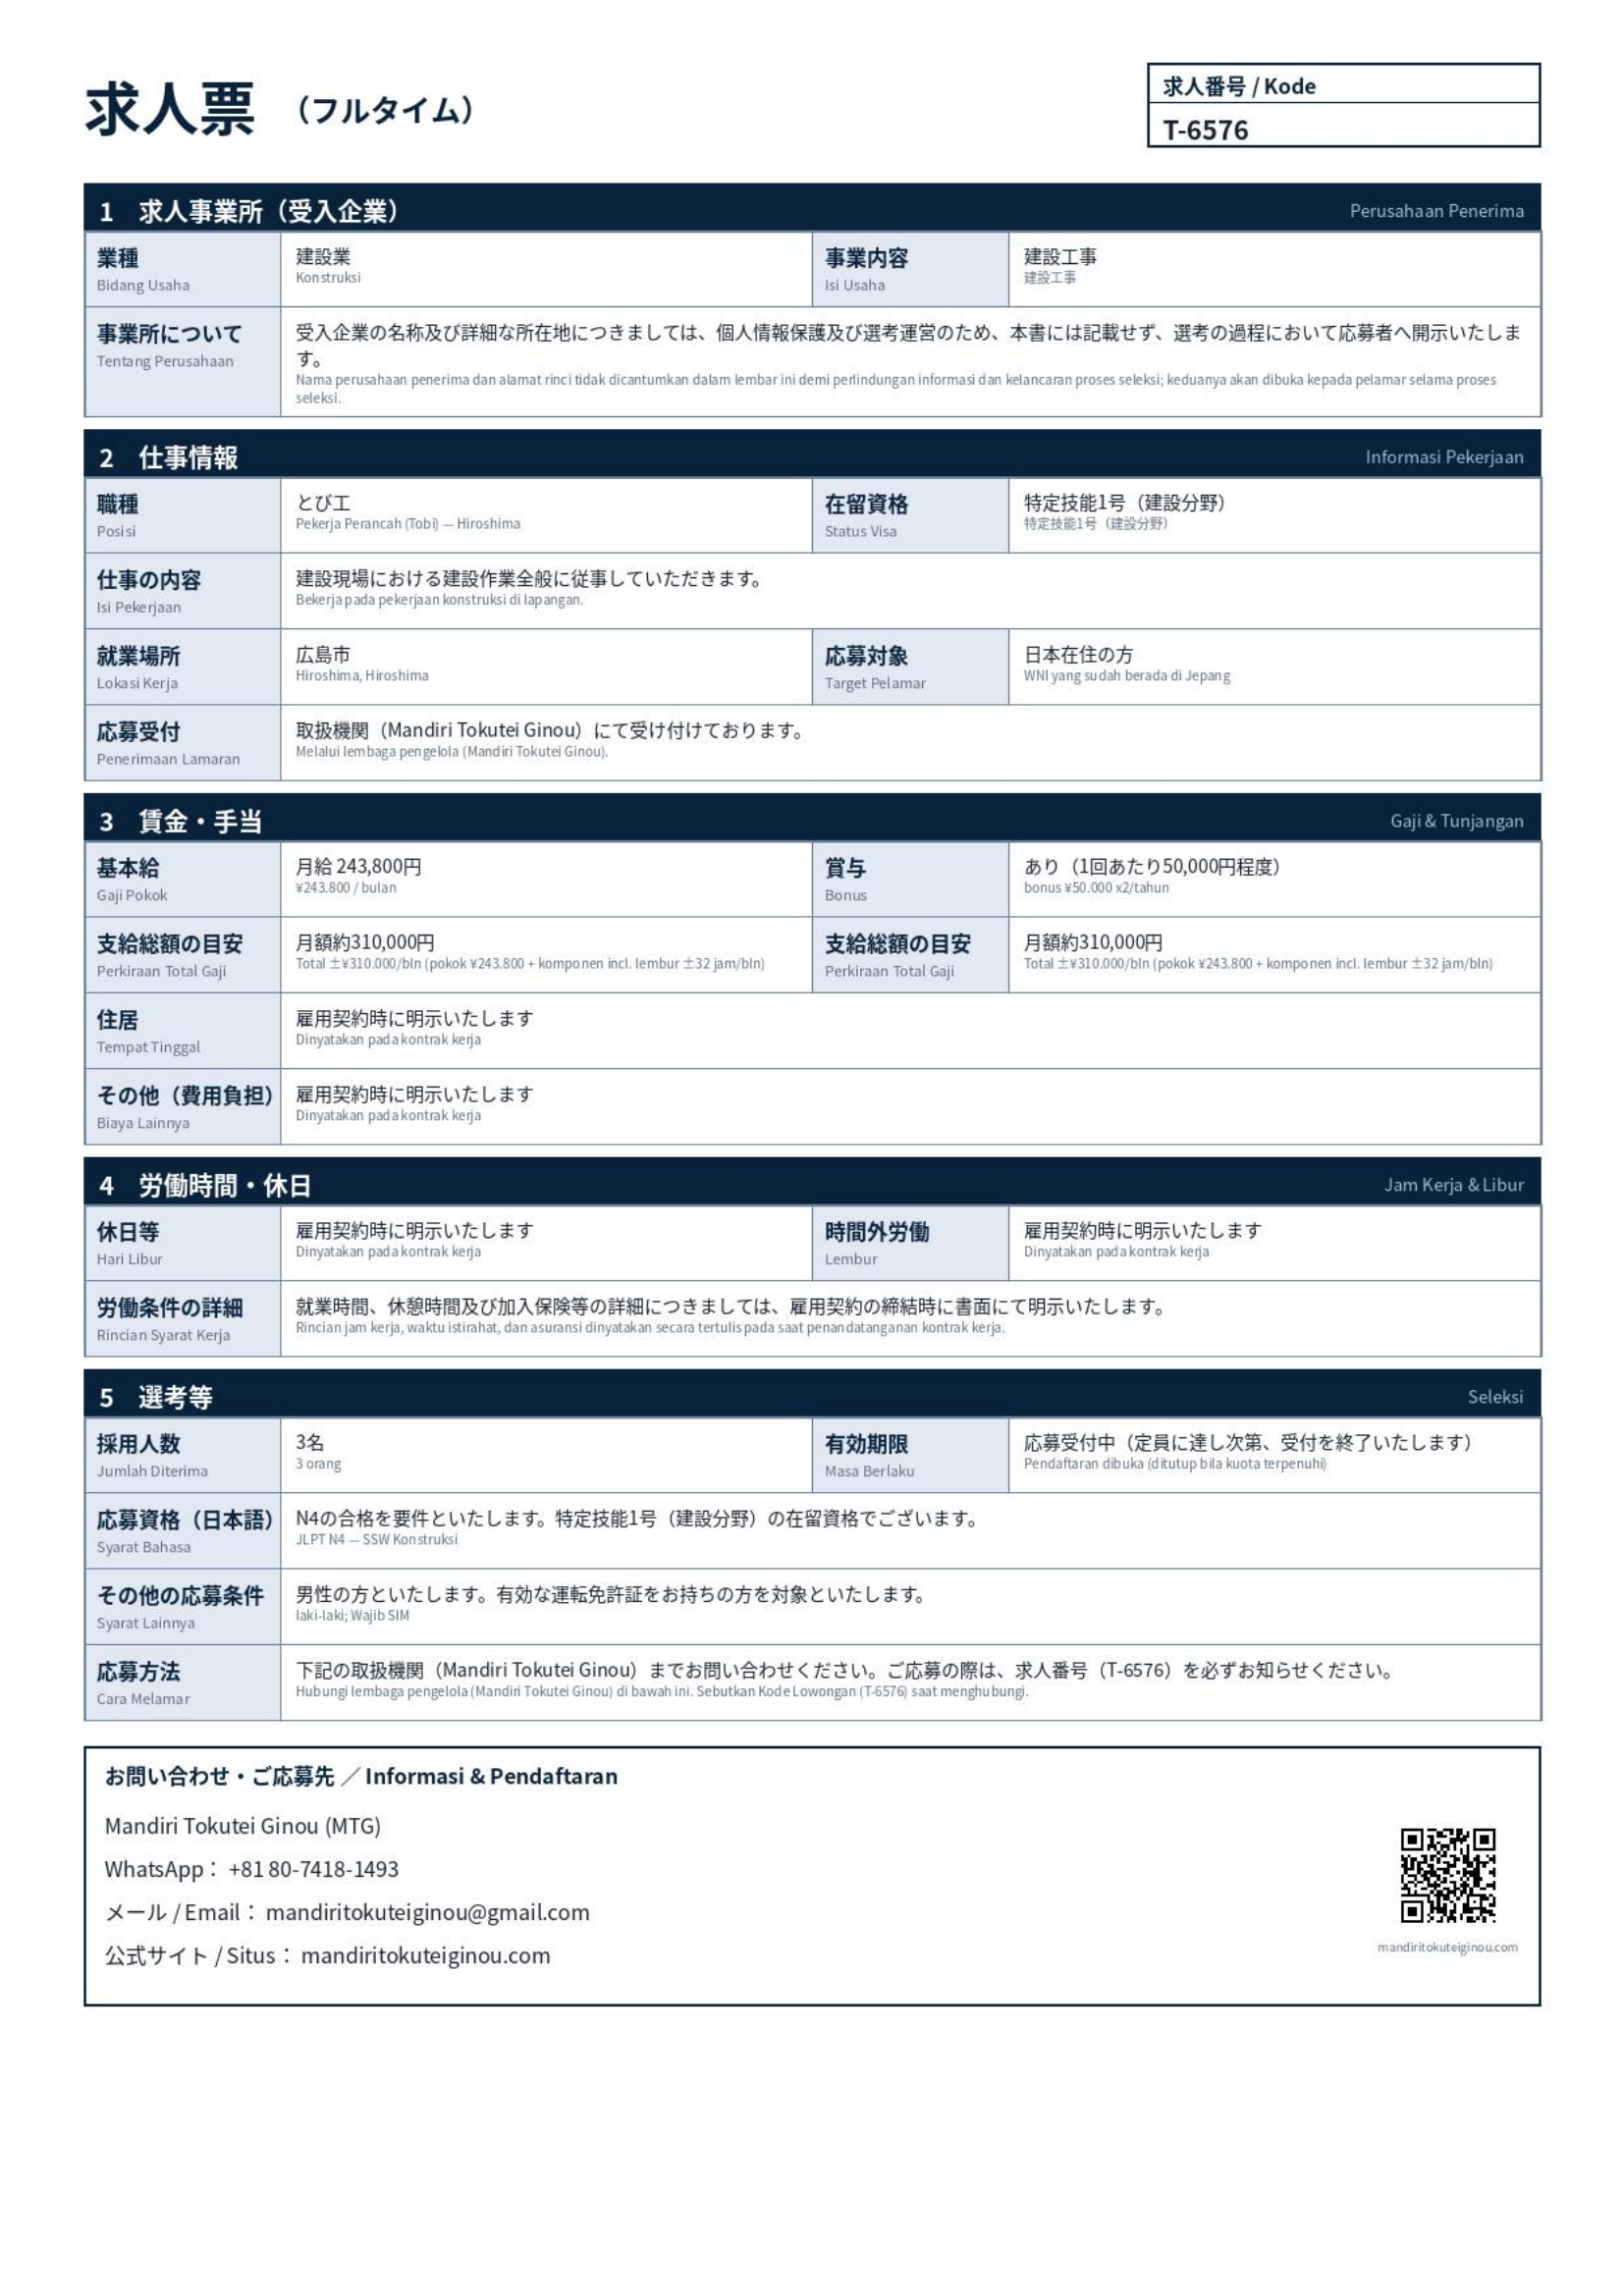 求人票 （フルタイム）
求人番号 / Kode
T-6576
1 求人事業所（受入企業） Perusahaan Penerima
業種 建設業 事業内容 建設工事
Bidang Usaha Konstruksi Isi Usaha 建設工事
事業所について 受入企業の名称及び詳細な所在地につきましては、個人情報保護及び選考運営のため、本書には記載せず、選考の過程において応募者へ開示いたしま
す。
Tentang Perusahaan Nama perusahaan penerima dan alamat rinci tidak dicantumkan dalam lembar ini demi perlindungan informasi dan kelancaran proses seleksi; keduanya akan dibuka kepada pelamar selama proses
seleksi.
2 仕事情報 Informasi Pekerjaan
職種 とび工 在留資格 特定技能1号（建設分野）
Posisi Pekerja Perancah (Tobi) — Hiroshima Status Visa 特定技能1号（建設分野）
仕事の内容 建設現場における建設作業全般に従事していただきます。
Isi Pekerjaan Bekerja pada pekerjaan konstruksi di lapangan.
就業場所 広島市 応募対象 日本在住の方
Lokasi Kerja Hiroshima, Hiroshima Target Pelamar WNI yang sudah berada di Jepang
応募受付 取扱機関（Mandiri Tokutei Ginou）にて受け付けております。
Penerimaan Lamaran Melalui lembaga pengelola (Mandiri Tokutei Ginou).
3 賃金・手当 Gaji & Tunjangan
基本給 月給 243,800円 賞与 あり（1回あたり50,000円程度）
Gaji Pokok ¥243.800 / bulan Bonus bonus ¥50.000 x2/tahun
支給総額の目安 月額約310,000円 支給総額の目安 月額約310,000円
Perkiraan Total Gaji Total ±¥310.000/bln (pokok ¥243.800 + komponen incl. lembur ±32 jam/bln) Perkiraan Total Gaji Total ±¥310.000/bln (pokok ¥243.800 + komponen incl. lembur ±32 jam/bln)
住居 雇用契約時に明示いたします
Tempat Tinggal Dinyatakan pada kontrak kerja
その他（費用負担） 雇用契約時に明示いたします
Biaya Lainnya Dinyatakan pada kontrak kerja
4 労働時間・休日 Jam Kerja & Libur
休日等 雇用契約時に明示いたします 時間外労働 雇用契約時に明示いたします
Hari Libur Dinyatakan pada kontrak kerja Lembur Dinyatakan pada kontrak kerja
労働条件の詳細 就業時間、休憩時間及び加入保険等の詳細につきましては、雇用契約の締結時に書面にて明示いたします。
Rincian Syarat Kerja Rincian jam kerja, waktu istirahat, dan asuransi dinyatakan secara tertulis pada saat penandatanganan kontrak kerja.
5 選考等 Seleksi
採用人数 3名 有効期限 応募受付中（定員に達し次第、受付を終了いたします）
Jumlah Diterima 3 orang Masa Berlaku Pendaftaran dibuka (ditutup bila kuota terpenuhi)
応募資格（日本語） N4の合格を要件といたします。特定技能1号（建設分野）の在留資格でございます。
Syarat Bahasa JLPT N4 — SSW Konstruksi
その他の応募条件 男性の方といたします。有効な運転免許証をお持ちの方を対象といたします。
Syarat Lainnya laki-laki; Wajib SIM
応募方法 下記の取扱機関（Mandiri Tokutei Ginou）までお問い合わせください。ご応募の際は、求人番号（T-6576）を必ずお知らせください。
Cara Melamar Hubungi lembaga pengelola (Mandiri Tokutei Ginou) di bawah ini. Sebutkan Kode Lowongan (T-6576) saat menghubungi.
お問い合わせ・ご応募先 ／ Informasi & Pendaftaran
Mandiri Tokutei Ginou (MTG)
WhatsApp： +81 80-7418-1493
メール / Email： mandiritokuteiginou@gmail.com
公式サイト / Situs： mandiritokuteiginou.com
mandiritokuteiginou.com